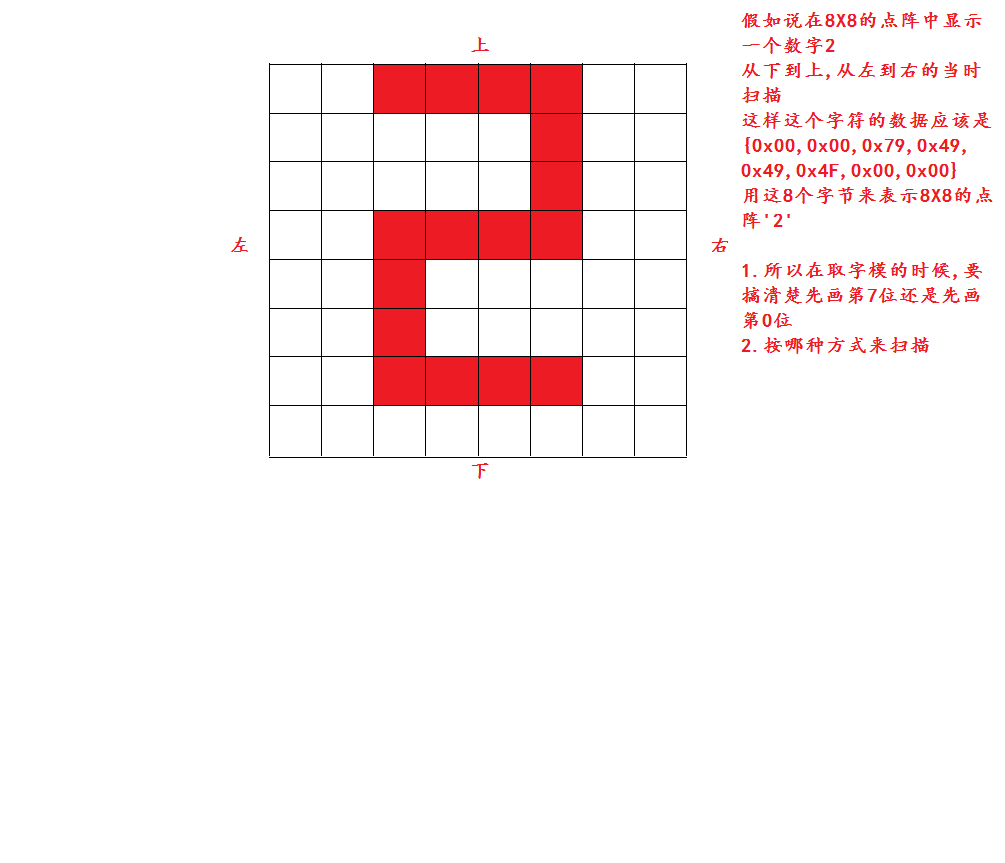 上
左
右
下
假如说在8X8的点阵中显示
一个数字2
从下到上,从左到右的当时
扫描
这样这个字符的数据应该是
{0x00,0x00,0x79,0x49,
0x49,0x4F,0x00,0x00}
用这8个字节来表示8X8的点
阵'2'
1.所以在取字模的时候,要
搞清楚先画第7位还是先画
第0位
2.按哪种方式来扫描